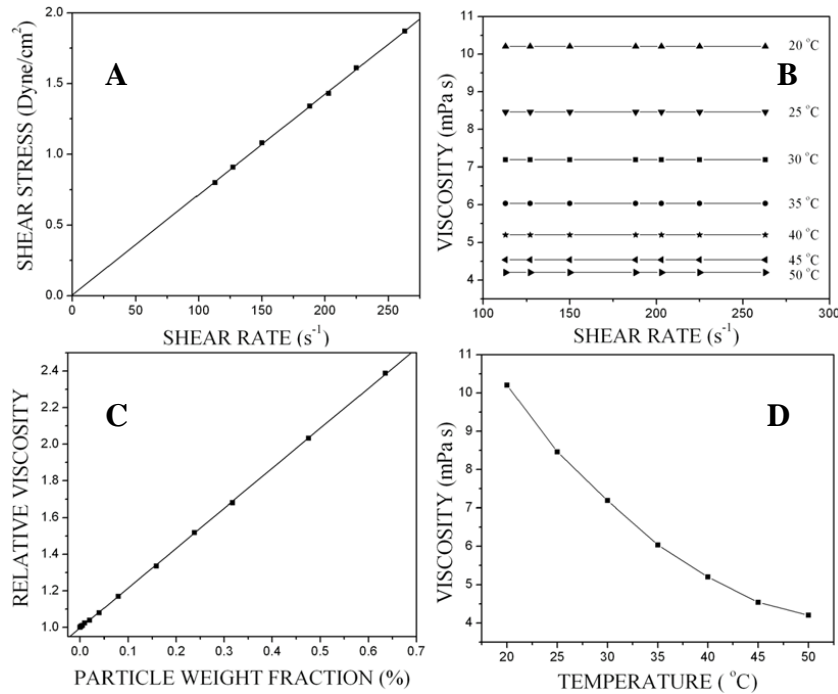 A
SHEAR STRESS (Dyne/cm²)
2.0
1.5
1.0
0.5
0.0
0 50 100 150 200 250
SHEAR RATE (s⁻¹)
B
VISCOSITY (mPa s)
11
10
9
8
7
6
5
4
20 °C
25 °C
30 °C
35 °C
40 °C
45 °C
50 °C
100 150 200 250 300
SHEAR RATE (s⁻¹)
C
RELATIVE VISCOSITY
2.4
2.2
2.0
1.8
1.6
1.4
1.2
1.0
0.0 0.1 0.2 0.3 0.4 0.5 0.6 0.7
PARTICLE WEIGHT FRACTION (%)
D
VISCOSITY (mPa s)
11
10
9
8
7
6
5
4
20 25 30 35 40 45 50
TEMPERATURE ( °C)